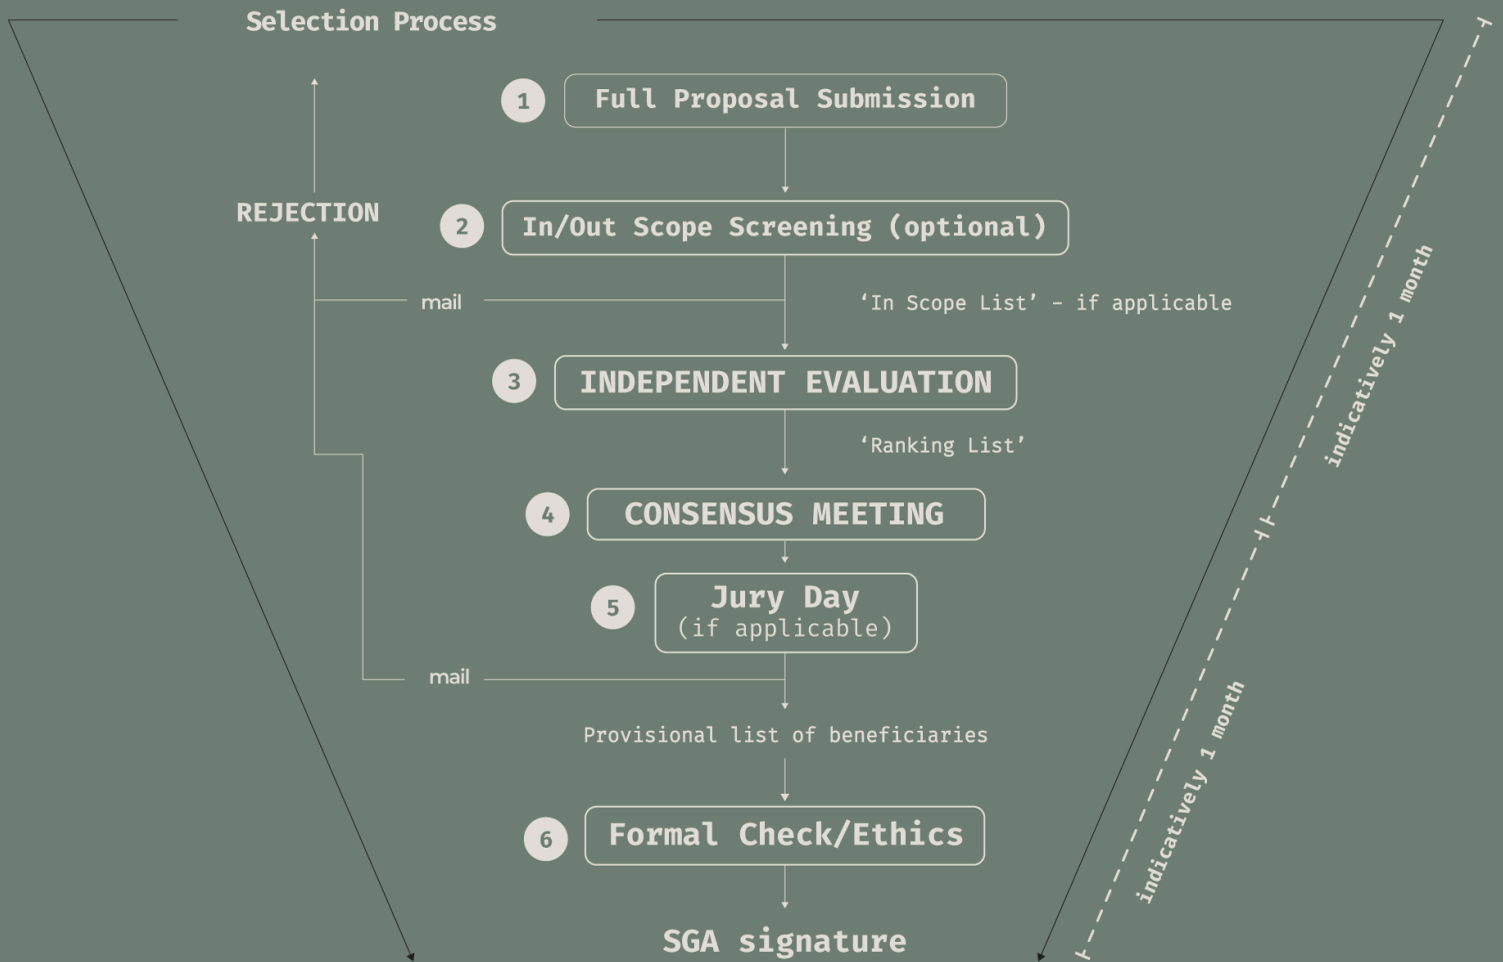 Selection Process
1
Full Proposal Submission
REJECTION
2
In/Out Scope Screening (optional)
mail
‘In Scope List’ – if applicable
indicatively 1 month
3
INDEPENDENT EVALUATION
‘Ranking List’
4
CONSENSUS MEETING
5
Jury Day
(if applicable)
mail
Provisional list of beneficiaries
indicatively 1 month
6
Formal Check/Ethics
SGA signature